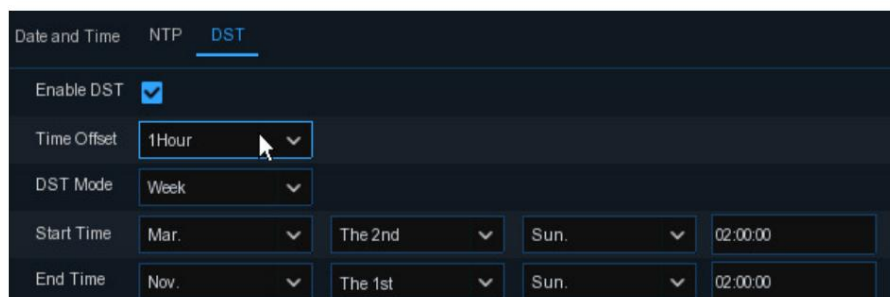 Date and Time NTP DST
Enable DST
Time Offset 1Hour
DST Mode Week
Start Time Mar. The 2nd Sun. 02:00:00
End Time Nov. The 1st Sun. 02:00:00